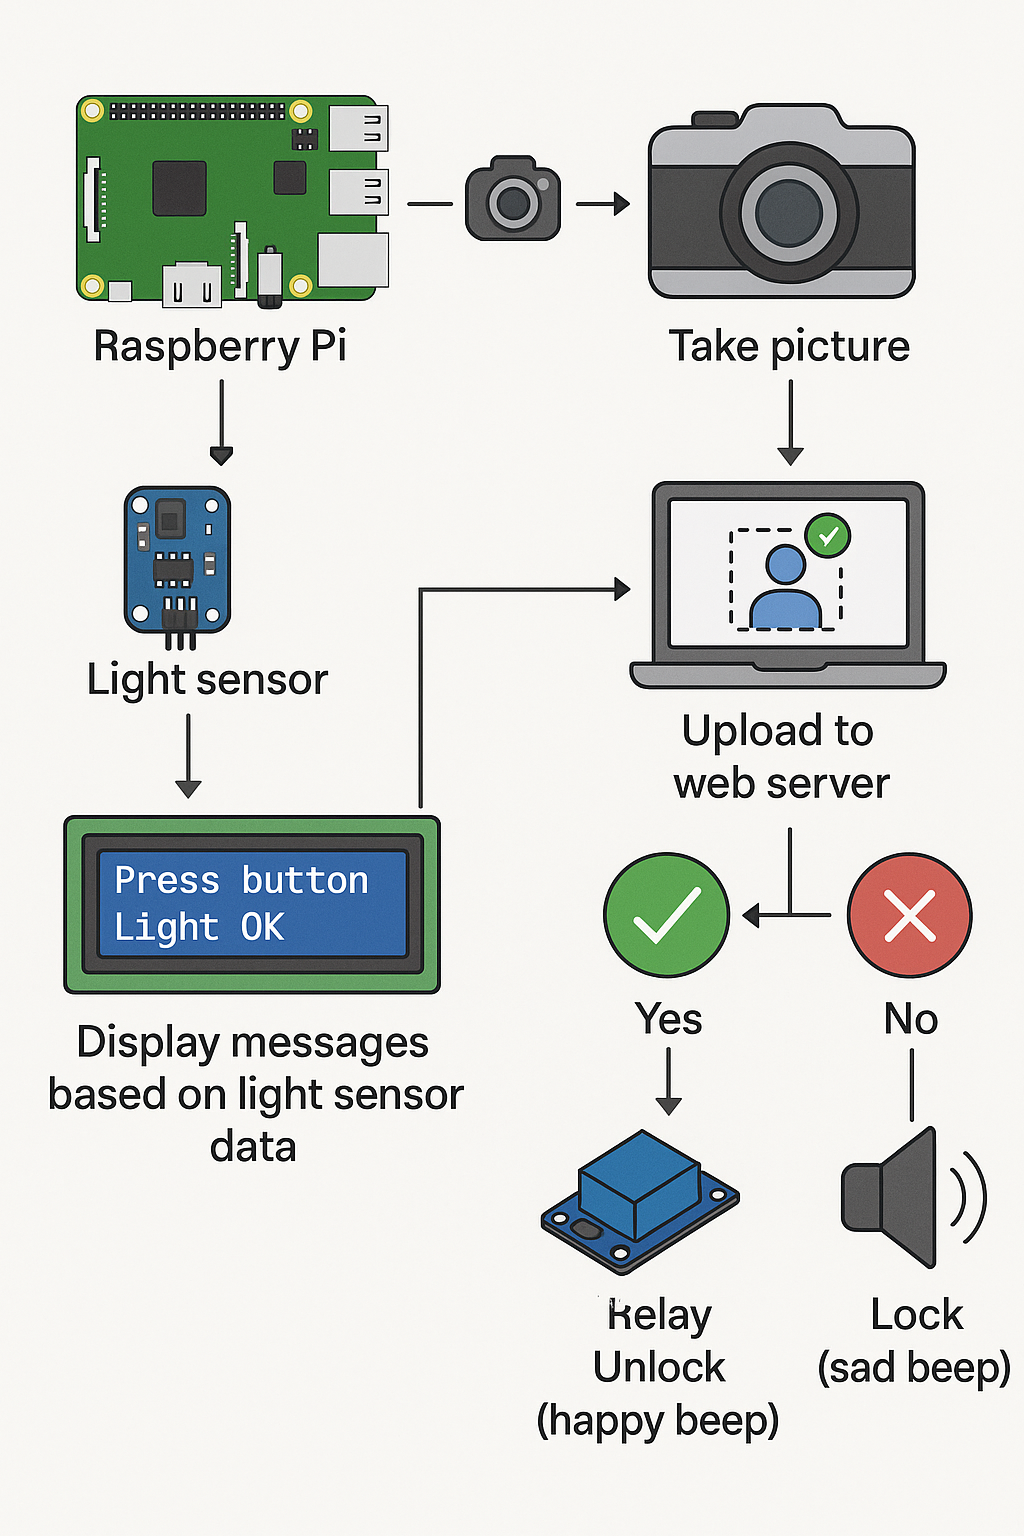 Raspberry Pi
Take picture
Light sensor
Upload to
web server
Press button
Light OK
Display messages
based on light sensor
data
Yes
No
Relay
Unlock
(happy beep)
Lock
(sad beep)